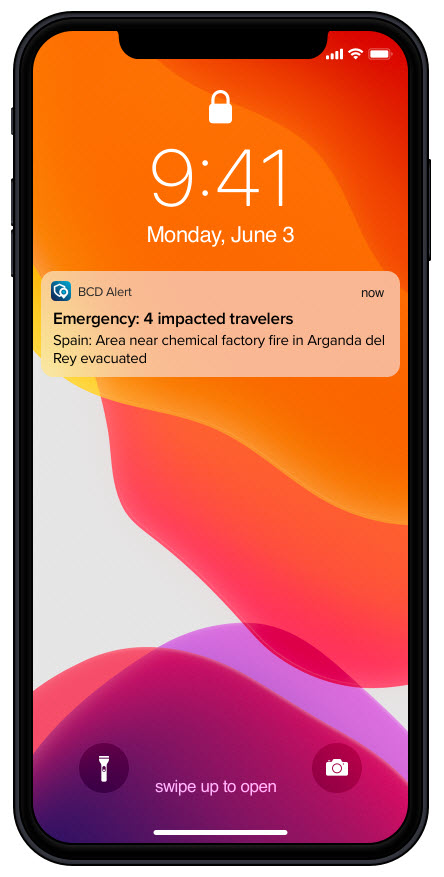 9:41
Monday, June 3
BCD Alert
now
Emergency: 4 impacted travelers
Spain: Area near chemical factory fire in Arganda del
Rey evacuated
swipe up to open